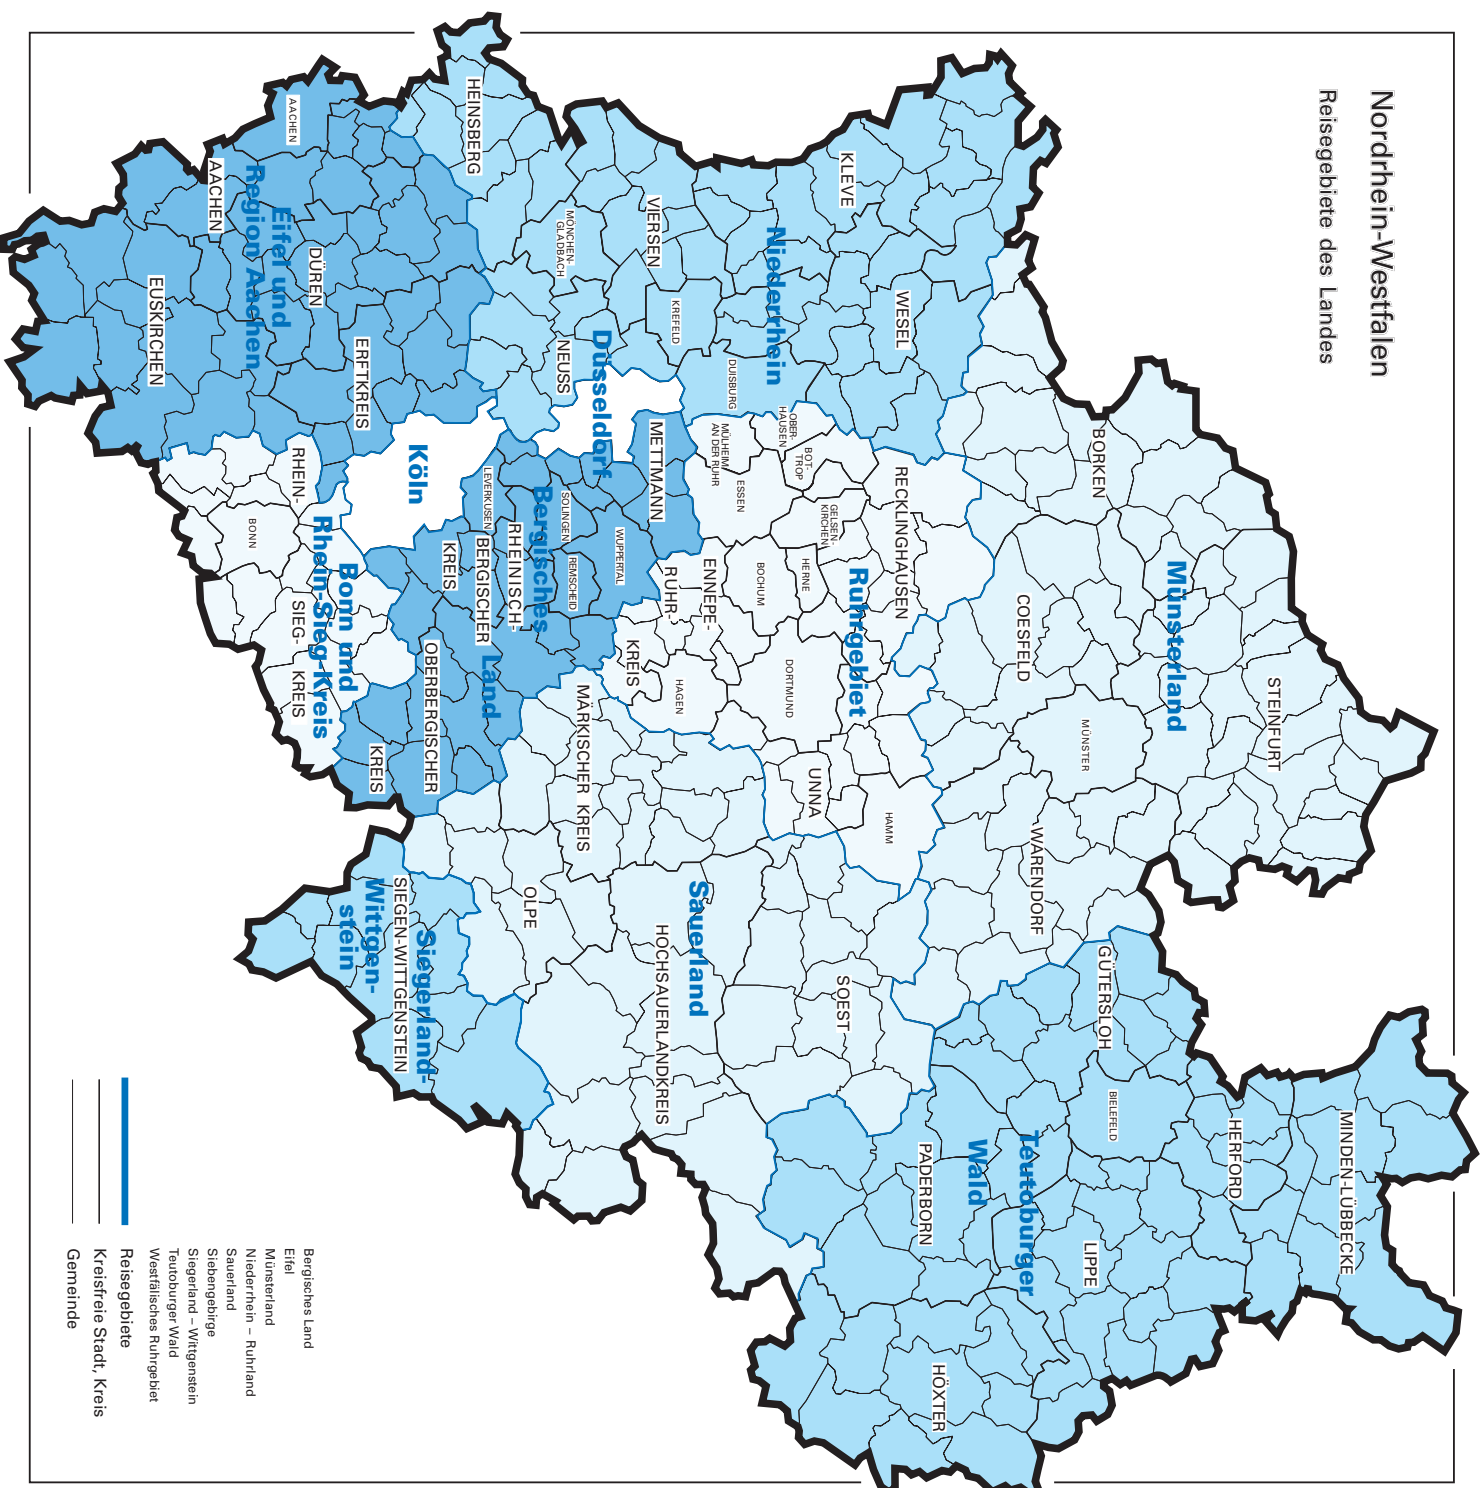 Nordrhein-Westfalen
Reisegebiete des Landes
MINDEN-LÜBBECKE
STEINFURT
HERFORD
Münsterland
BIELEFELD
GÜTERSLOH
BORKEN
LIPPE
MÜNSTER
WARENDORF
COESFELD
Teutoburger
Wald
HÖXTER
PADERBORN
WESEL
RECKLINGHAUSEN
HAMM
Ruhrgebiet
KLEVE
SOEST
GELSEN-
KIRCHEN
UNNA
HERNE
BOT-
TROP
OBER-
HAUSEN
DORTMUND
Niederrhein
BOCHUM
ESSEN
DUISBURG
MÜLHEIM
AN DER RUHR
ENNEPE-
RUHR-
KREIS
Sauerland
HAGEN
KREFELD
HOCHSAUERLANDKREIS
VIERSEN
METTMANN
WUPPERTAL
Düsseldorf
MÄRKISCHER KREIS
REMSCHEID
SOLINGEN
MÖNCHEN-
GLADBACH
NEUSS
Bergisches
Land
OLPE
RHEINISCH-
BERGISCHER
KREIS
LEVERKUSEN
HEINSBERG
OBERBERGISCHER
KREIS
Köln
Siegerland-
Wittgen-
stein
SIEGEN-WITTGENSTEIN
ERFTKREIS
Bonn und
Rhein-Sieg-Kreis
RHEIN-
SIEG-
KREIS
BONN
DÜREN
AACHEN
Eifel und
Region Aachen
AACHEN
EUSKIRCHEN
Bergisches Land
Eifel
Münsterland
Niederrhein – Ruhrland
Sauerland
Siebengebirge
Siegerland – Wittgenstein
Teutoburger Wald
Westfälisches Ruhrgebiet
Reisegebiete
Kreisfreie Stadt, Kreis
Gemeinde